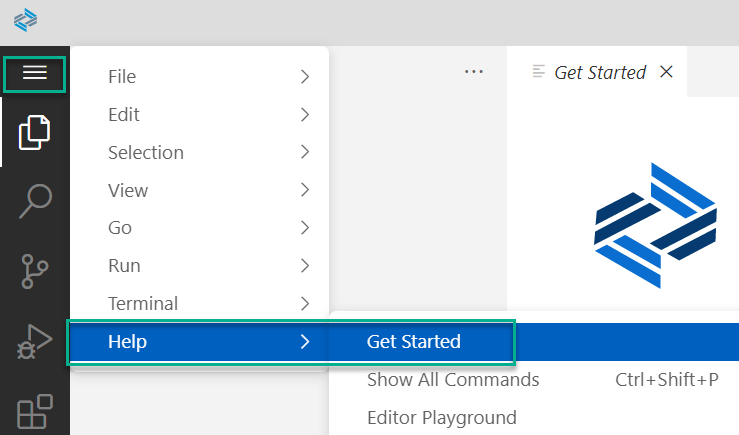 Get Started
File
Edit
Selection
View
Go
Run
Terminal
Help
Get Started
Show All Commands Ctrl+Shift+P
Editor Playground